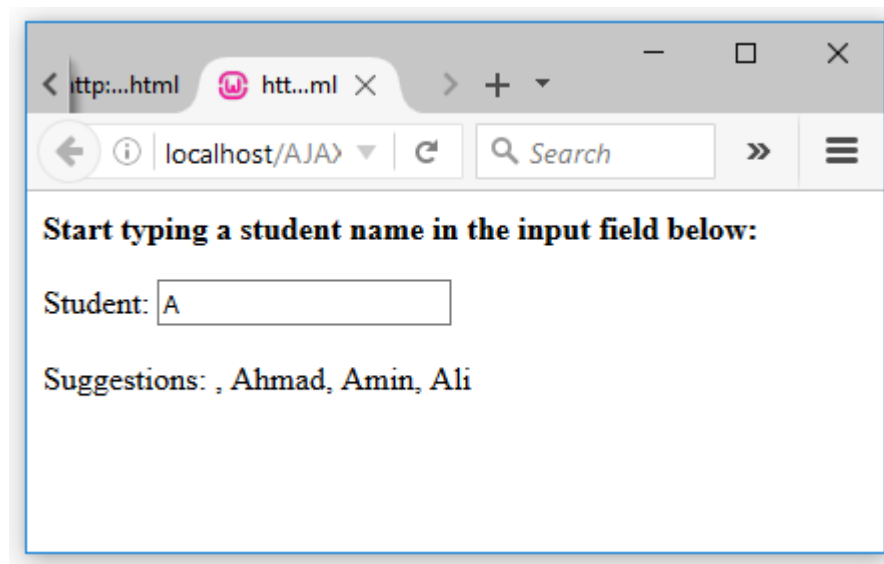 ttp:...html htt...ml
localhost/AJAX Search
Start typing a student name in the input field below:
Student: A
Suggestions: , Ahmad, Amin, Ali